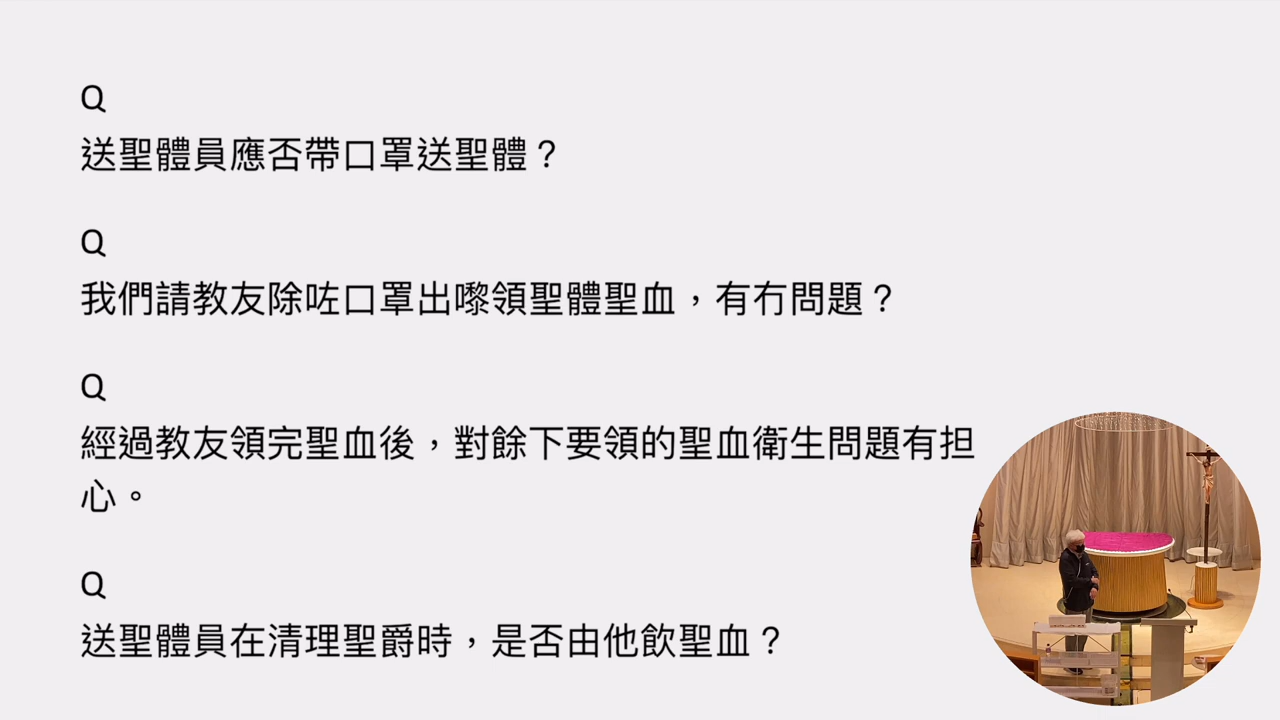 Q
送聖體員應否帶口罩送聖體？
Q
我們請教友除咗口罩出嚟領聖體聖血，有冇問題？
Q
經過教友領完聖血後，對餘下要領的聖血衛生問題有担
心。
Q
送聖體員在清理聖爵時，是否由他飲聖血？